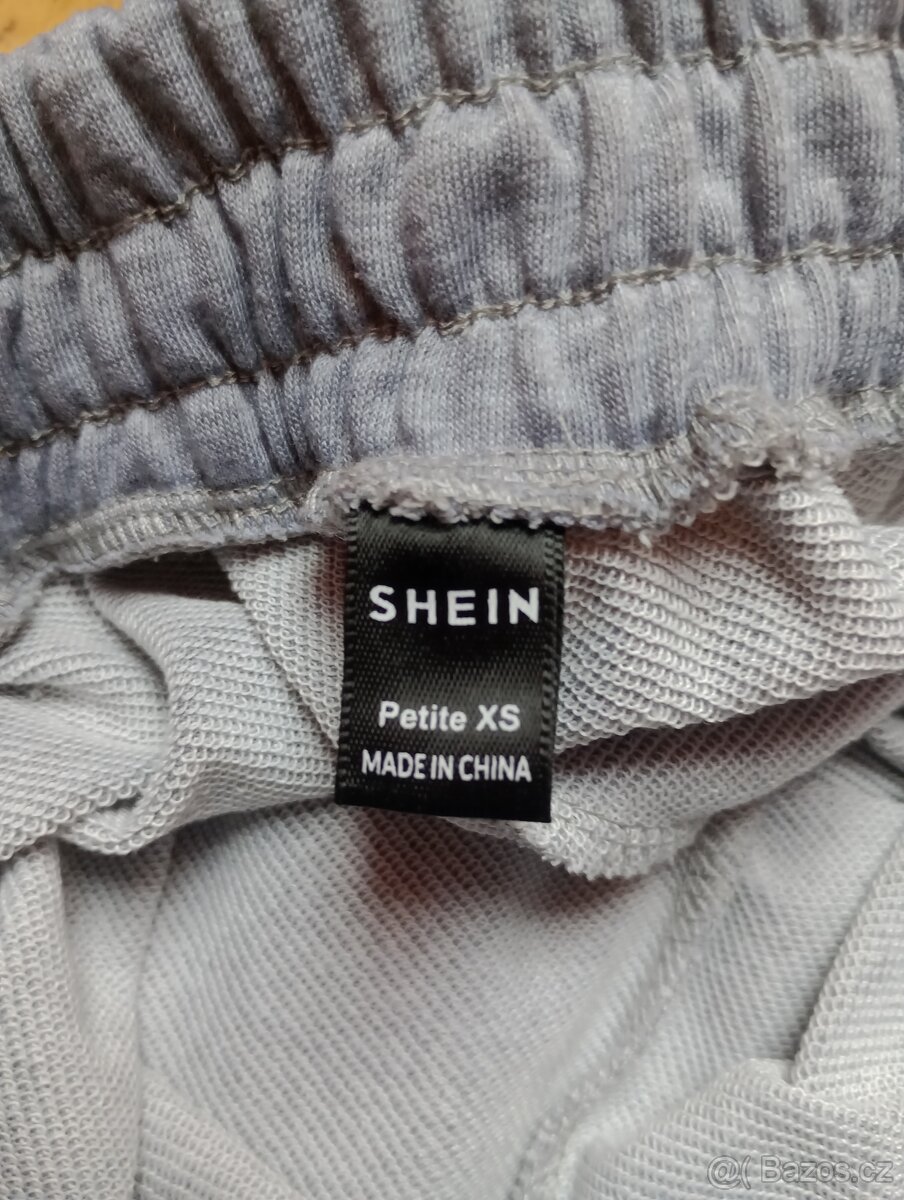 SHEIN
Petite XS
MADE IN CHINA
@( Bazos.cz